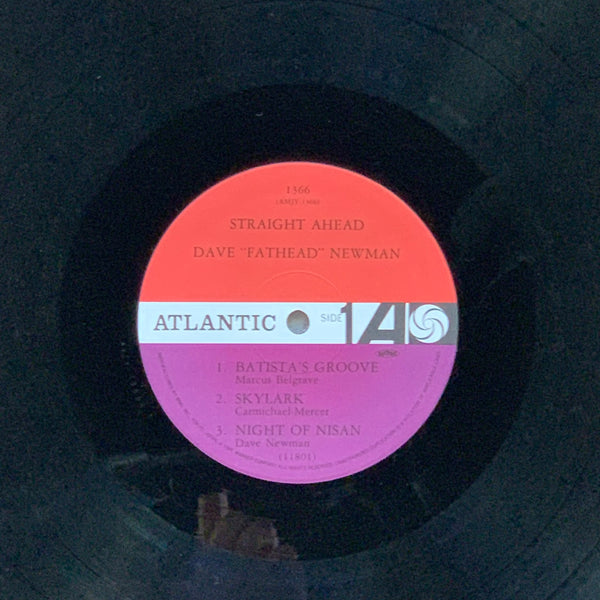 1366
STRAIGHT AHEAD
DAVE "FATHEAD" NEWMAN
ATLANTIC SIDE 1 A
1. BATISTA'S GROOVE
Marcus Belgrave
2. SKYLARK
Carmichael-Mercer
3. NIGHT OF NISAN
Dave Newman
(11801)